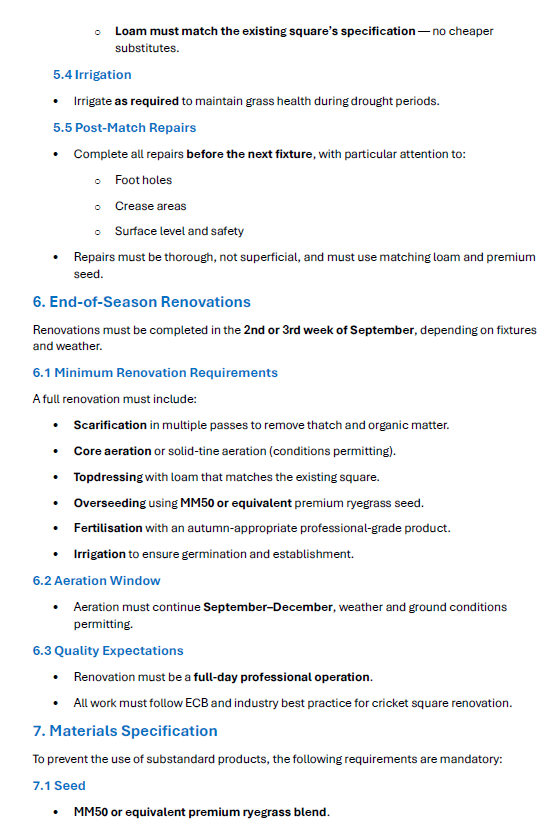 o Loam must match the existing square's specification — no cheaper
substitutes.
5.4 Irrigation
• Irrigate as required to maintain grass health during drought periods.
5.5 Post-Match Repairs
• Complete all repairs before the next fixture, with particular attention to:
o Foot holes
o Crease areas
o Surface level and safety
• Repairs must be thorough, not superficial, and must use matching loam and premium
seed.
6. End-of-Season Renovations
Renovations must be completed in the 2nd or 3rd week of September, depending on fixtures
and weather.
6.1 Minimum Renovation Requirements
A full renovation must include:
• Scarification in multiple passes to remove thatch and organic matter.
• Core aeration or solid-tine aeration (conditions permitting).
• Topdressing with loam that matches the existing square.
• Overseeding using MM50 or equivalent premium ryegrass seed.
• Fertilisation with an autumn-appropriate professional-grade product.
• Irrigation to ensure germination and establishment.
6.2 Aeration Window
• Aeration must continue September–December, weather and ground conditions
permitting.
6.3 Quality Expectations
• Renovation must be a full-day professional operation.
• All work must follow ECB and industry best practice for cricket square renovation.
7. Materials Specification
To prevent the use of substandard products, the following requirements are mandatory:
7.1 Seed
• MM50 or equivalent premium ryegrass blend.